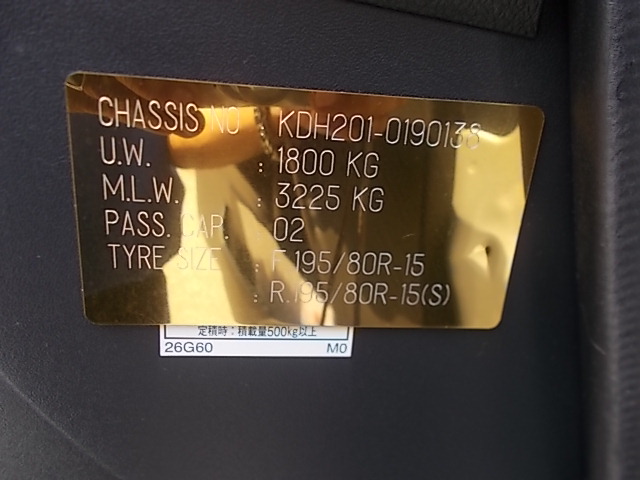 CHASSIS NO : KDH201-0190138
U.W. : 1800 KG
M.L.W. : 3225 KG
PASS. CAP. : 02
TYRE SIZE : F.195/80R-15
: R.195/80R-15(S)
定積時:積載量500kg以上
26G60 M0